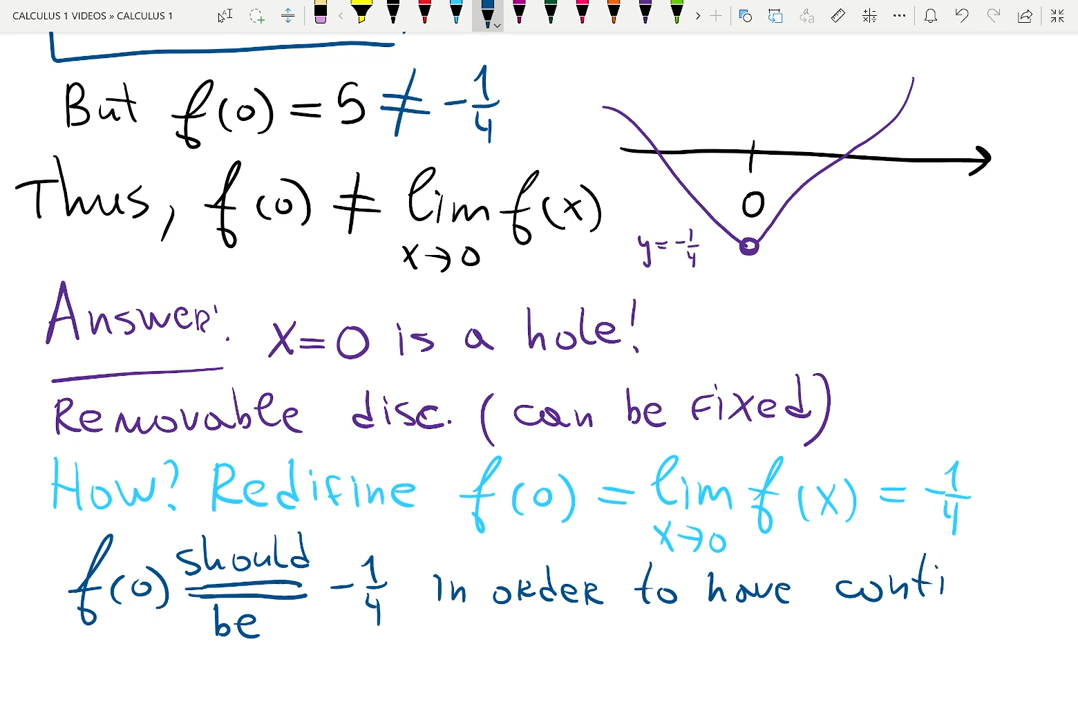 CALCULUS 1 VIDEOS » CALCULUS 1
But f(0) = 5 ≠ -1/4
Thus, f(0) ≠ lim f(x)
x→0
0
y=-1/4
Answer: x=0 is a hole!
Removable disc. (can be fixed)
How? Redifine f(0) = lim f(x) = -1/4
x→0
f(0) should be -1/4 in order to have conti